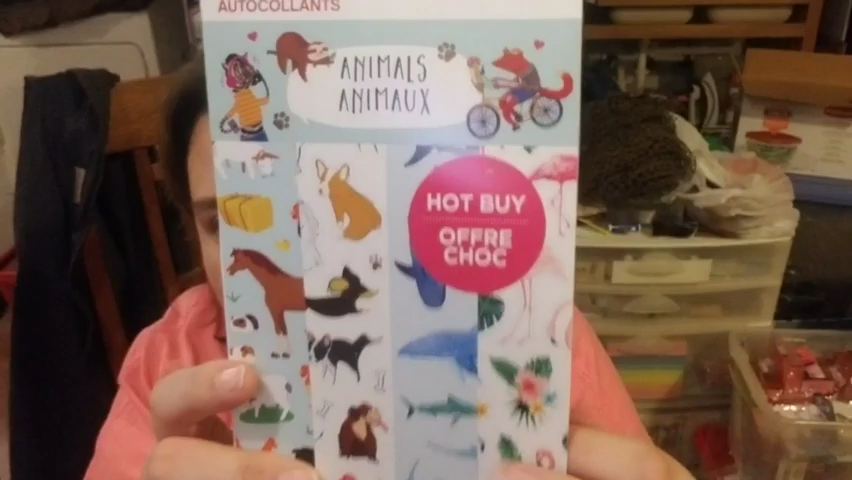 AUTOCOLLANTS
ANIMALS
ANIMAUX
HOT BUY
OFFRE
CHOC